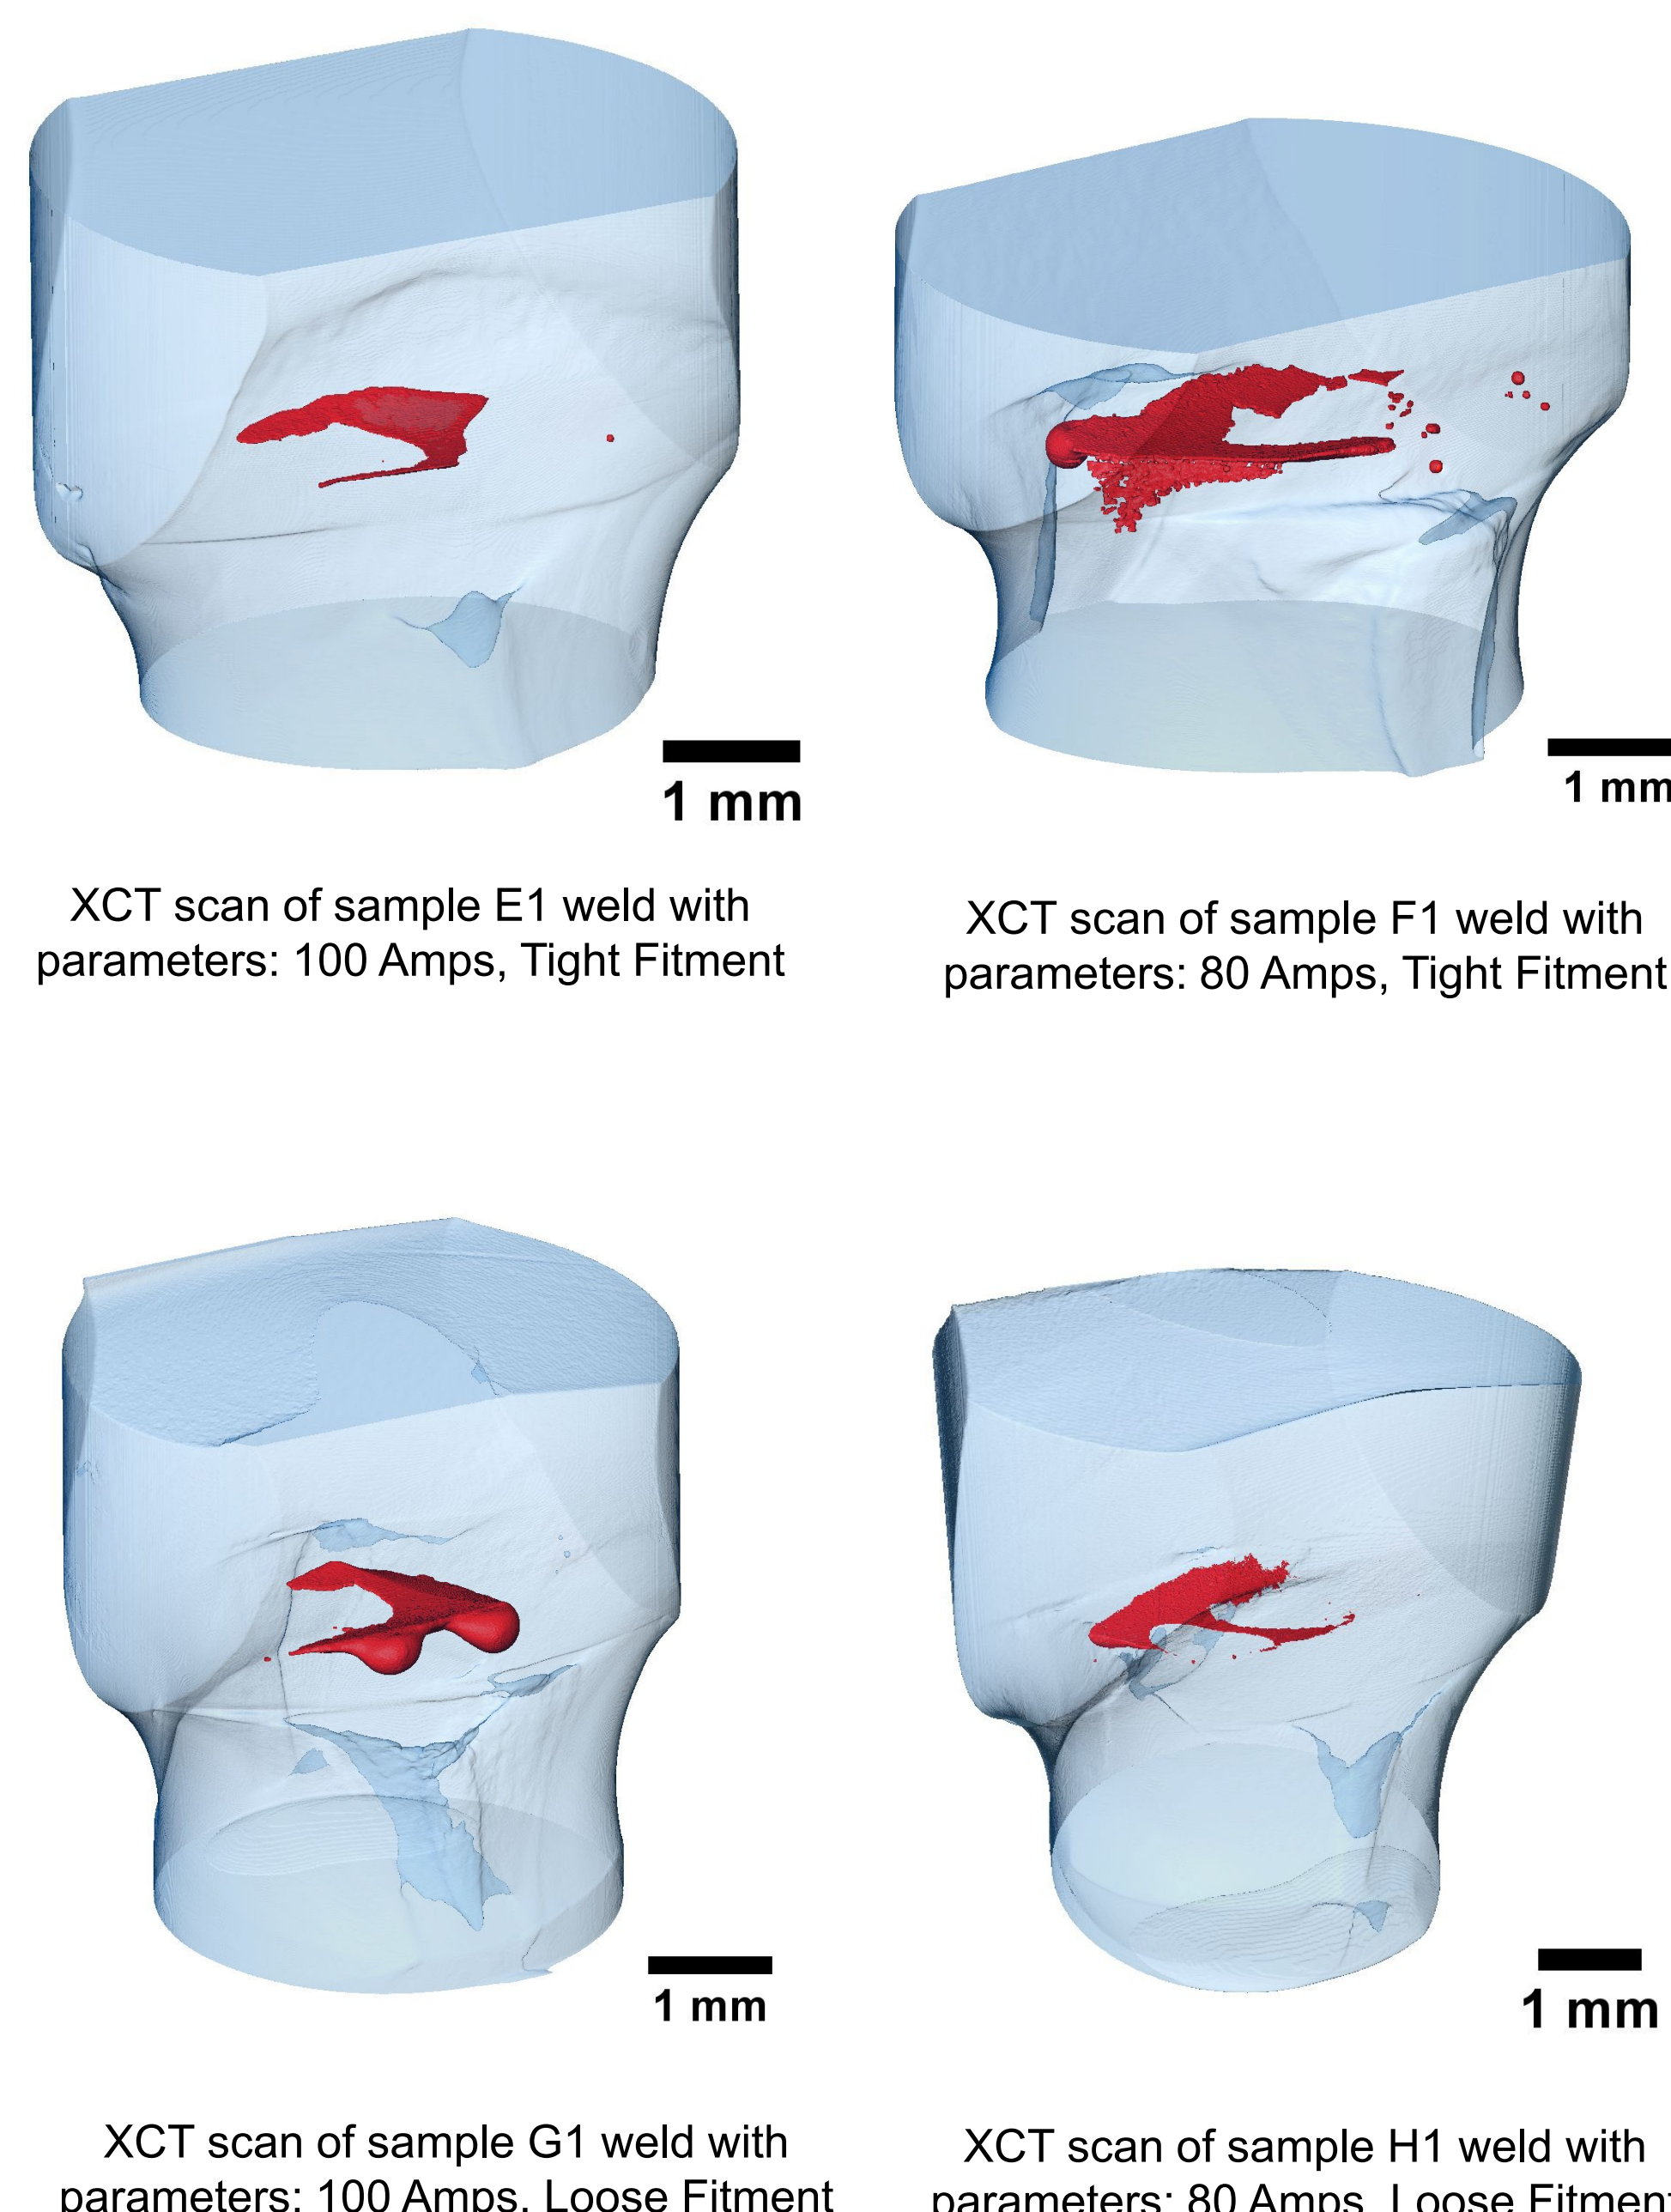 1 mm
1 mm
XCT scan of sample E1 weld with
parameters: 100 Amps, Tight Fitment
XCT scan of sample F1 weld with
parameters: 80 Amps, Tight Fitment
1 mm
1 mm
XCT scan of sample G1 weld with
parameters: 100 Amps, Loose Fitment
XCT scan of sample H1 weld with
parameters: 80 Amps, Loose Fitment